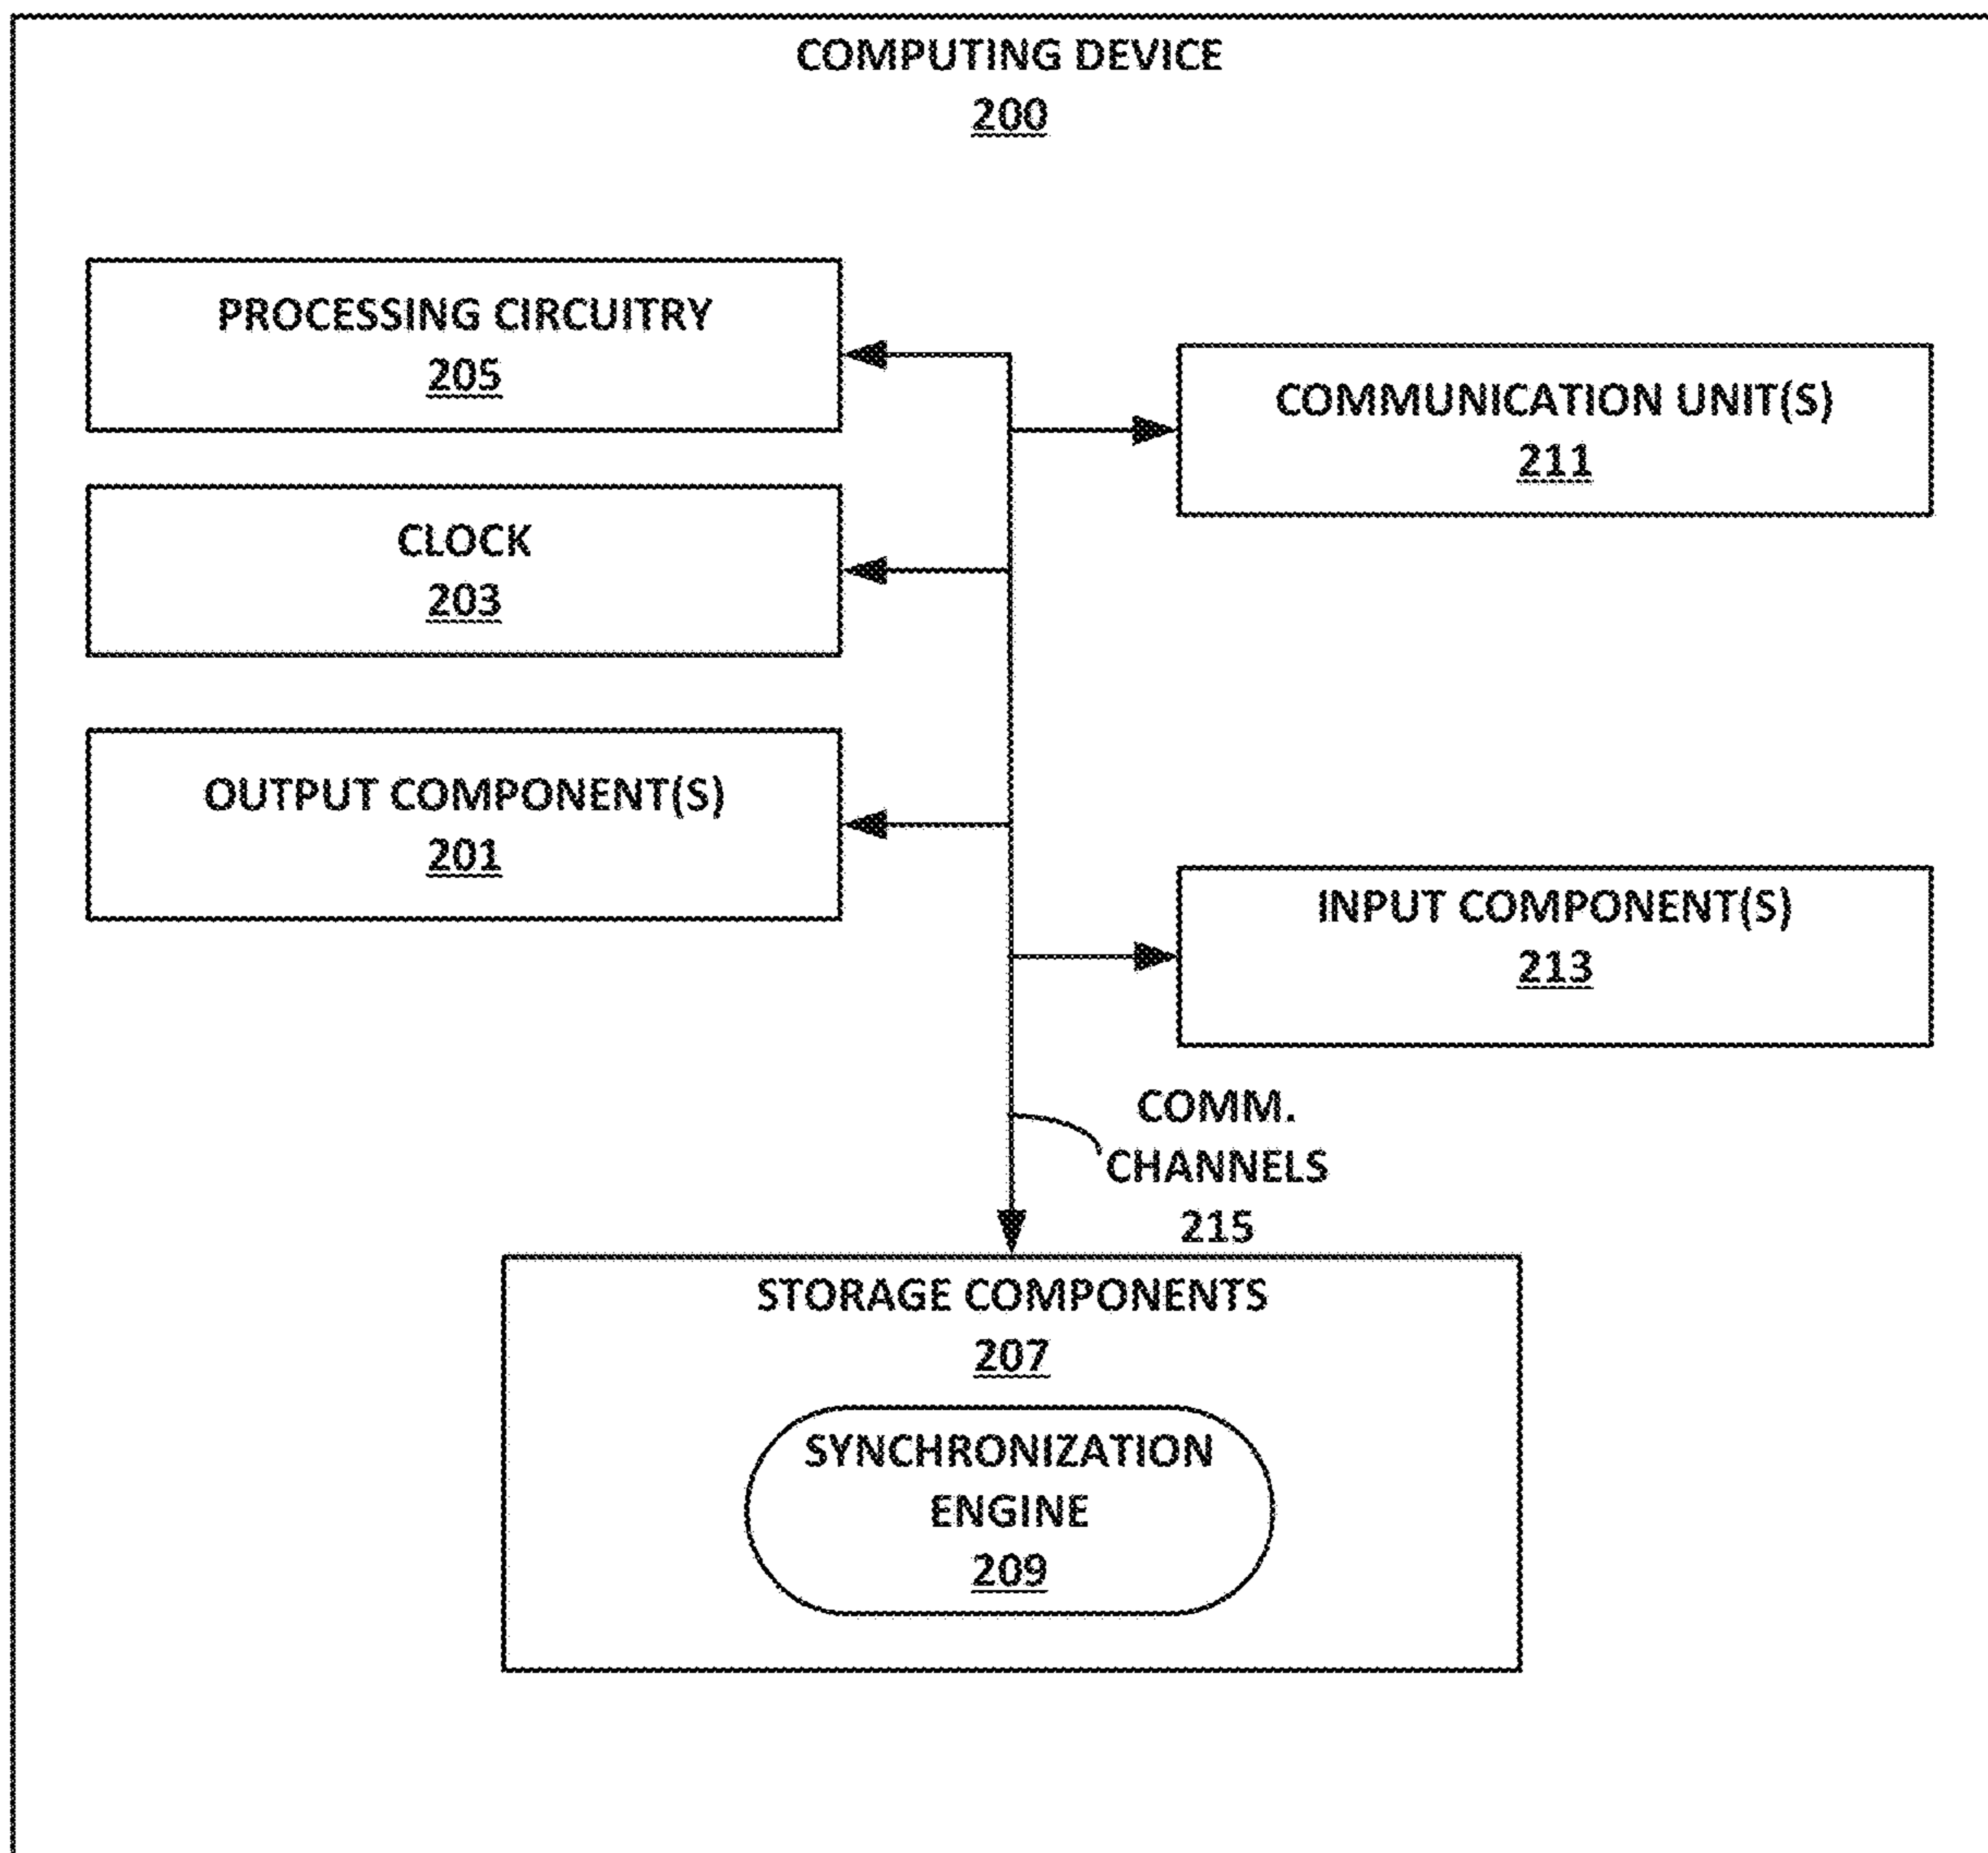 COMPUTING DEVICE
200
PROCESSING CIRCUITRY
205
COMMUNICATION UNIT(S)
211
CLOCK
203
OUTPUT COMPONENT(S)
201
INPUT COMPONENT(S)
213
COMM.
CHANNELS
215
STORAGE COMPONENTS
207
SYNCHRONIZATION
ENGINE
209